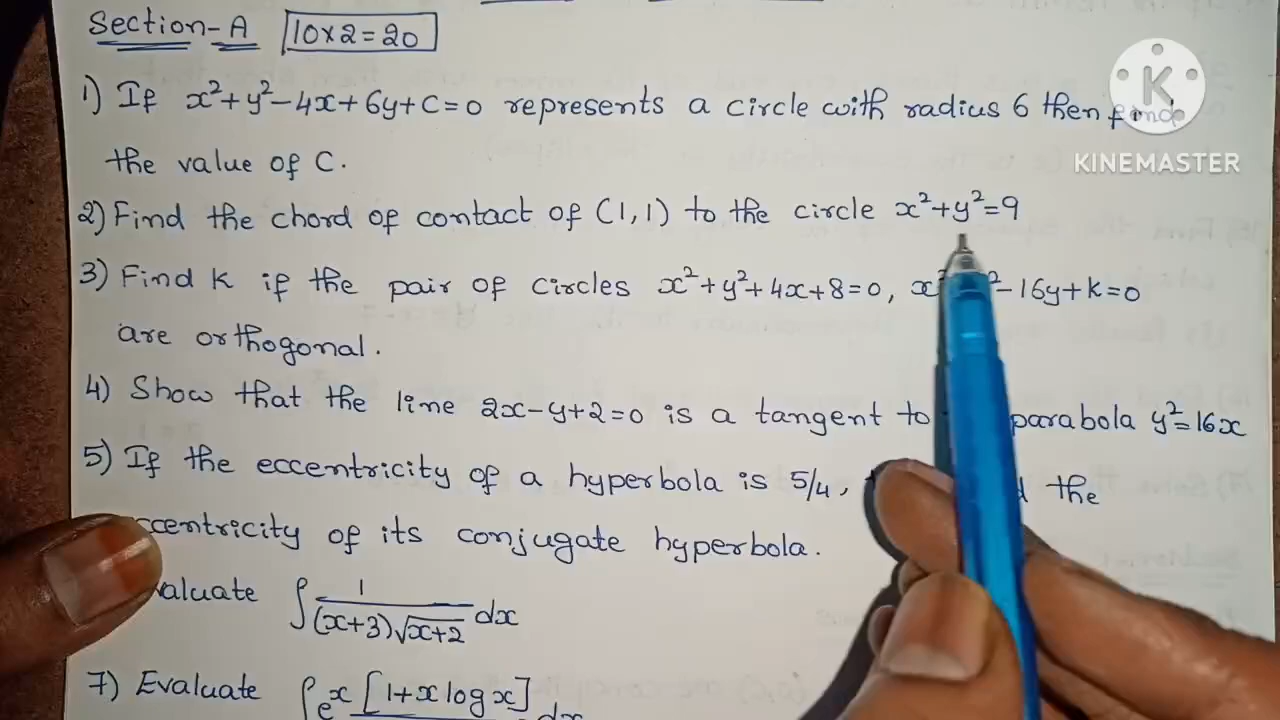 Section-A 10×2=20
K
KINEMASTER
1) If x²+y²-4x+6y+c=0 represents a circle with radius 6 then find
the value of C.
2) Find the chord of contact of (1,1) to the circle x²+y²=9
3) Find k if the pair of circles x²+y²+4x+8=0, x² ²-16y+k=0
are orthogonal.
4) Show that the line 2x-y+2=0 is a tangent to parabola y²=16x
5) If the eccentricity of a hyperbola is 5/4, the
ccentricity of its conjugate hyperbola.
valuate ∫ 1/((x+3)√(x+2)) dx
7) Evaluate ∫ e^x [1+x log x] dx